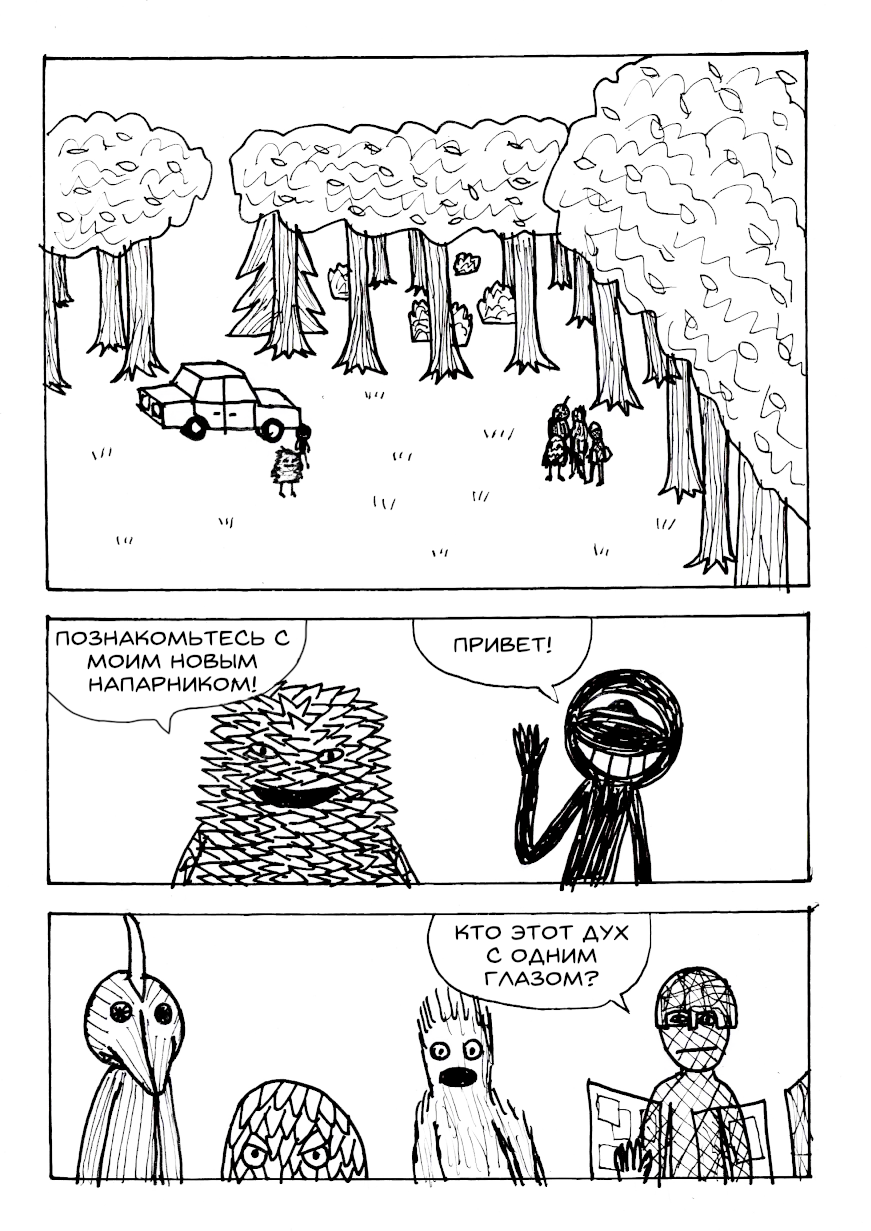 ПОЗНАКОМЬТЕСЬ С
МОИМ НОВЫМ
НАПАРНИКОМ!
ПРИВЕТ!
КТО ЭТОТ ДУХ
С ОДНИМ
ГЛАЗОМ?